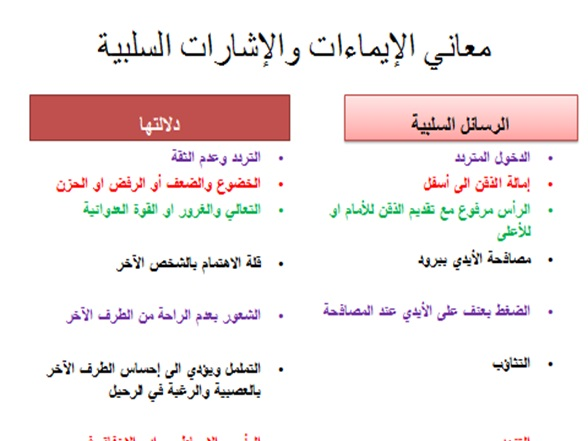 معاني الإيماءات والإشارات السلبية
الرسائل السلبية
• الدخول المتردد
• إمالة الذقن الى أسفل
• الرأس مرفوع مع تقديم الذقن للأمام او
للأعلى
• مصافحة الأيدي ببرود
• الضغط بعنف على الأيدي عند المصافحة
• التثاؤب
دلالتها
• التردد وعدم الثقة
• الخضوع والضعف أو الرفض او الحزن
• التعالي والغرور او القوة العدوانية
• قلة الاهتمام بالشخص الآخر
• الشعور بعدم الراحة من الطرف الآخر
• التململ ويؤدي الى إحساس الطرف الآخر
بالعصبية والرغبة في الرحيل